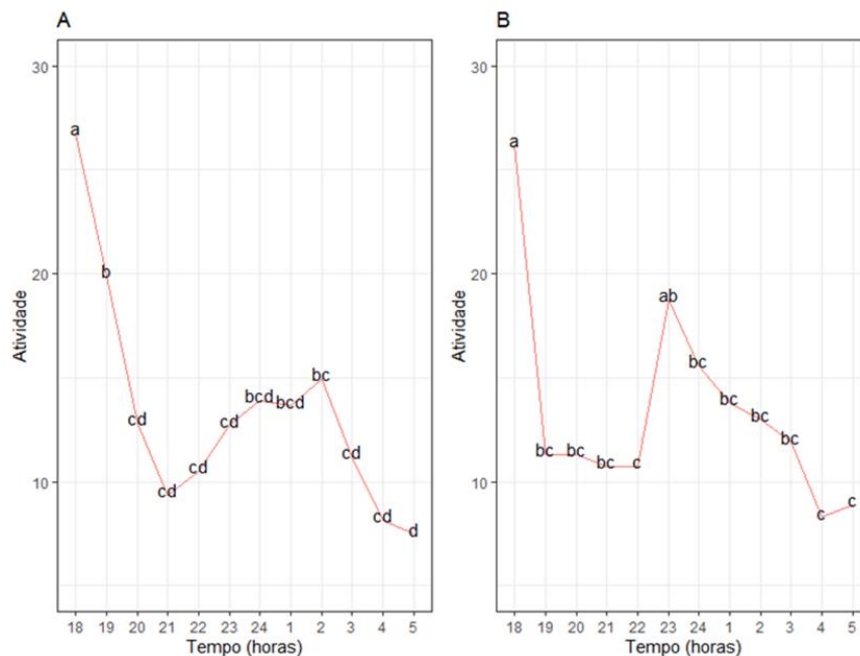 A
30
20
10
Atividade
a
b
cd
cd
cd
cd
bcd
bcd
bc
cd
cd
d
18 19 20 21 22 23 24 1 2 3 4 5
Tempo (horas)
B
30
20
10
Atividade
a
bc
bc
bc
c
ab
bc
bc
bc
bc
c
c
18 19 20 21 22 23 24 1 2 3 4 5
Tempo (horas)